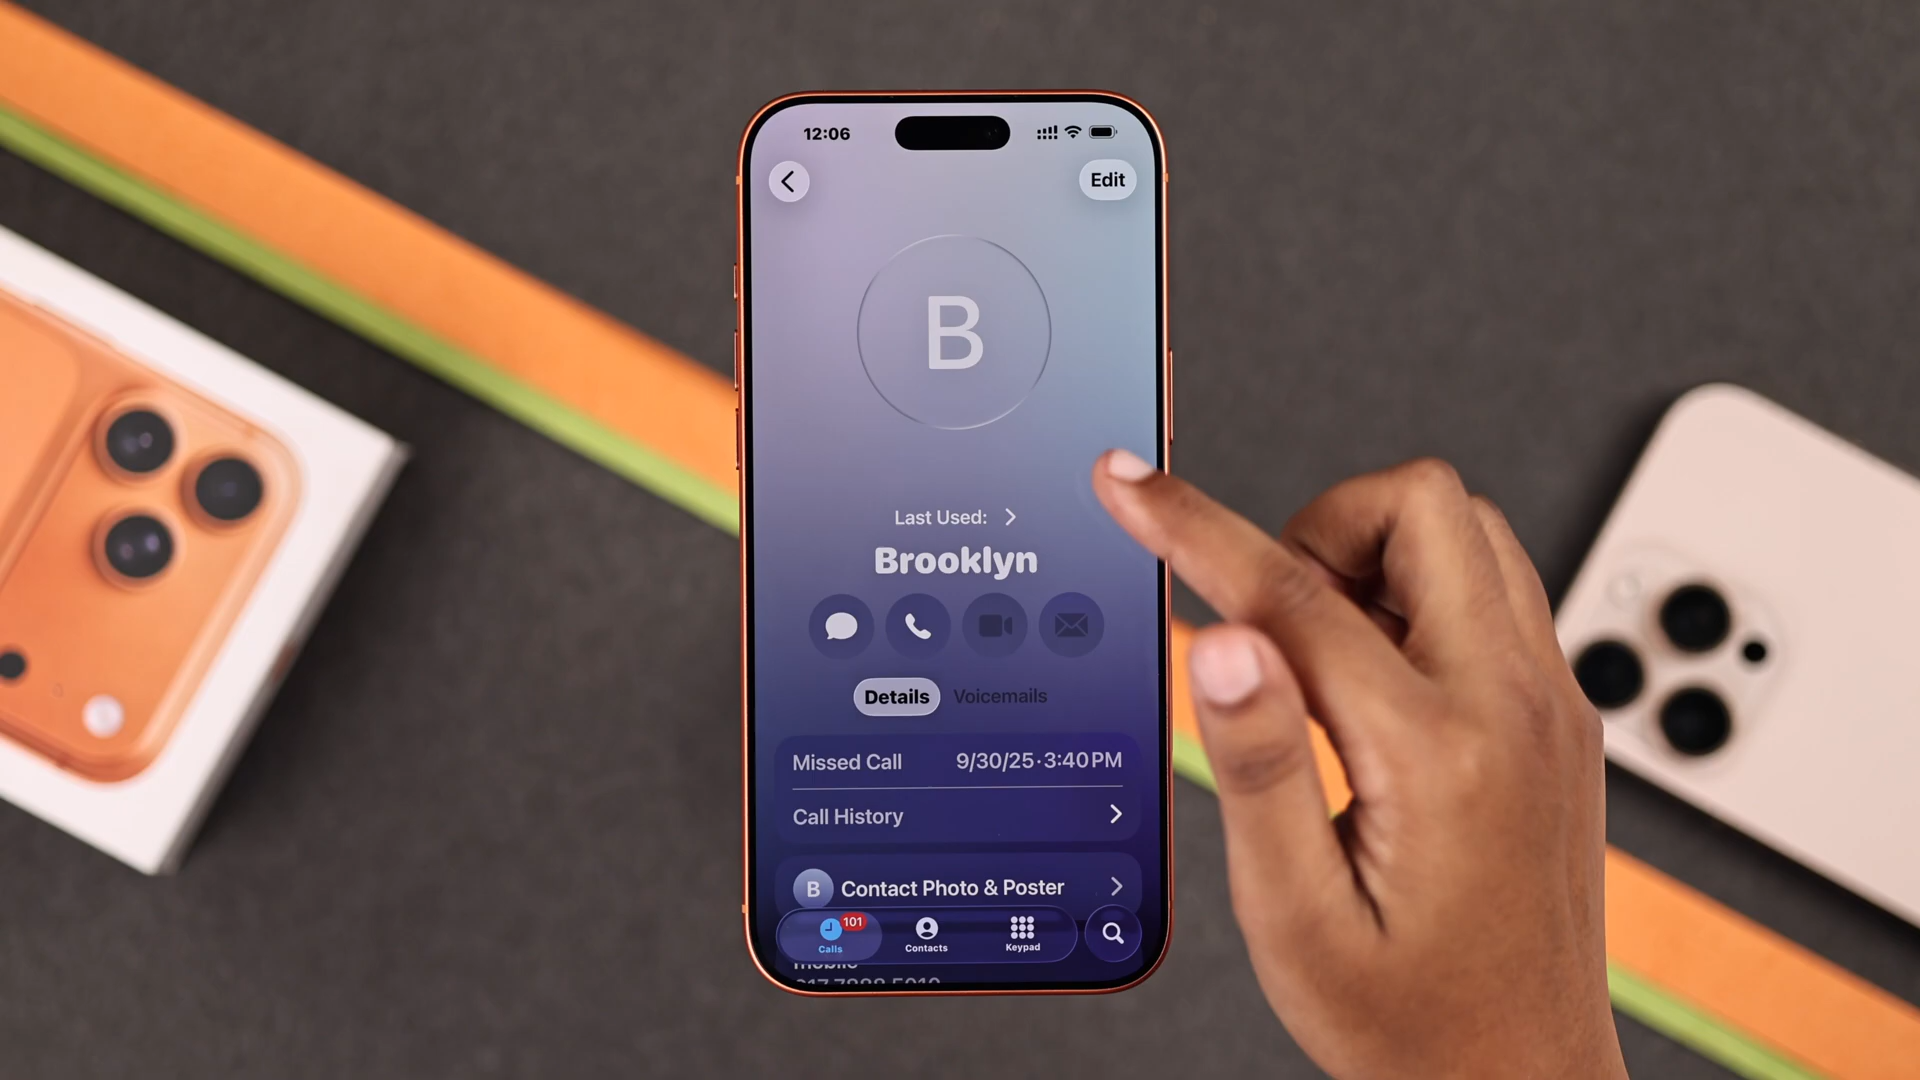 12:06
Edit
B
Last Used:
Brooklyn
Details Voicemails
Missed Call 9/30/25·3:40 PM
Call History
B Contact Photo & Poster
101
Calls Contacts Keypad
mobile